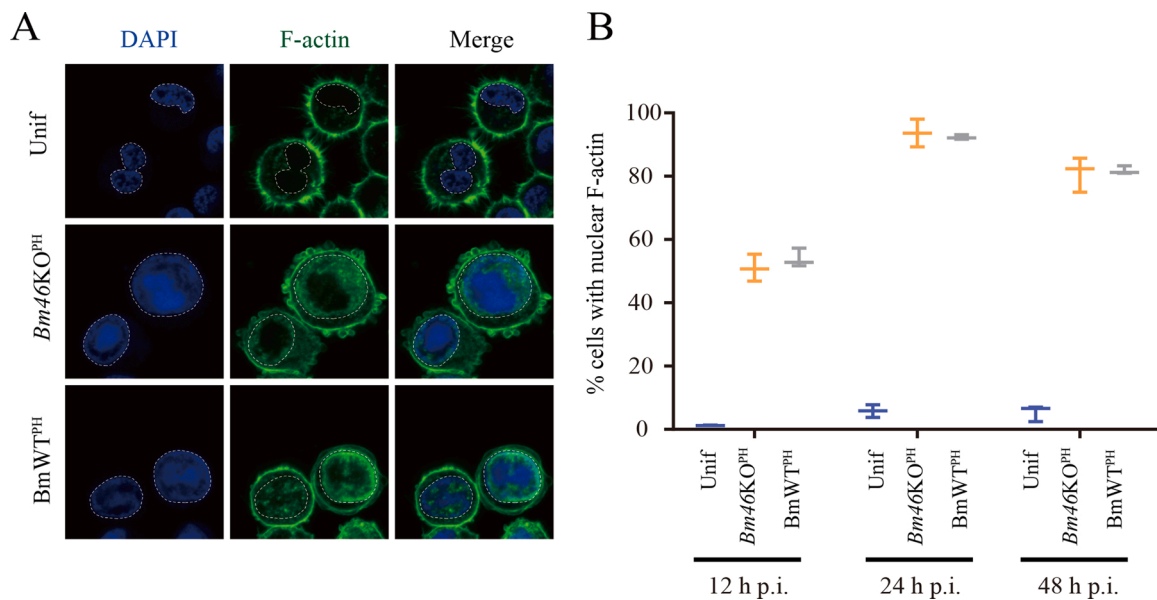 A
DAPI F-actin Merge
Unif
Bm46KOᴾᴴ
BmWTᴾᴴ
B
% cells with nuclear F-actin
100
80
60
40
20
0
Unif Bm46KOᴾᴴ BmWTᴾᴴ Unif Bm46KOᴾᴴ BmWTᴾᴴ Unif Bm46KOᴾᴴ BmWTᴾᴴ
12 h p.i. 24 h p.i. 48 h p.i.